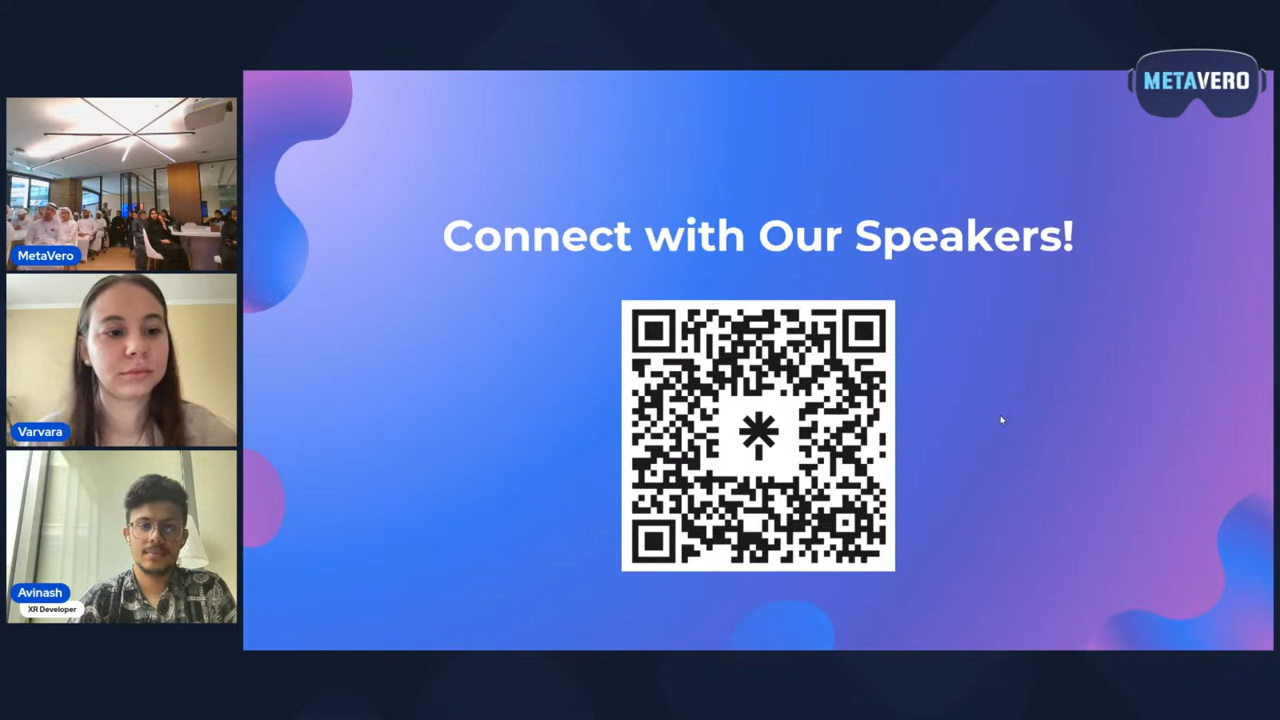 METAVERO
MetaVero
Varvara
Avinash
XR Developer
Connect with Our Speakers!